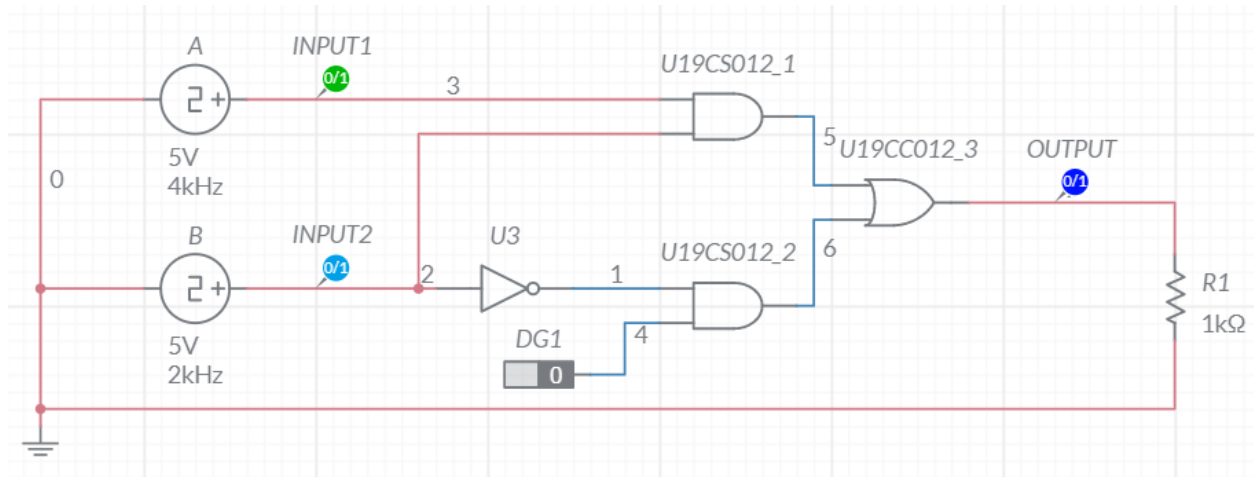 A
INPUT1
0/1
3
U19CS012_1
5V
4kHz
0
5
U19CC012_3
OUTPUT
0/1
B
INPUT2
0/1
U3
U19CS012_2
6
2
1
R1
1kΩ
5V
2kHz
DG1
4
0